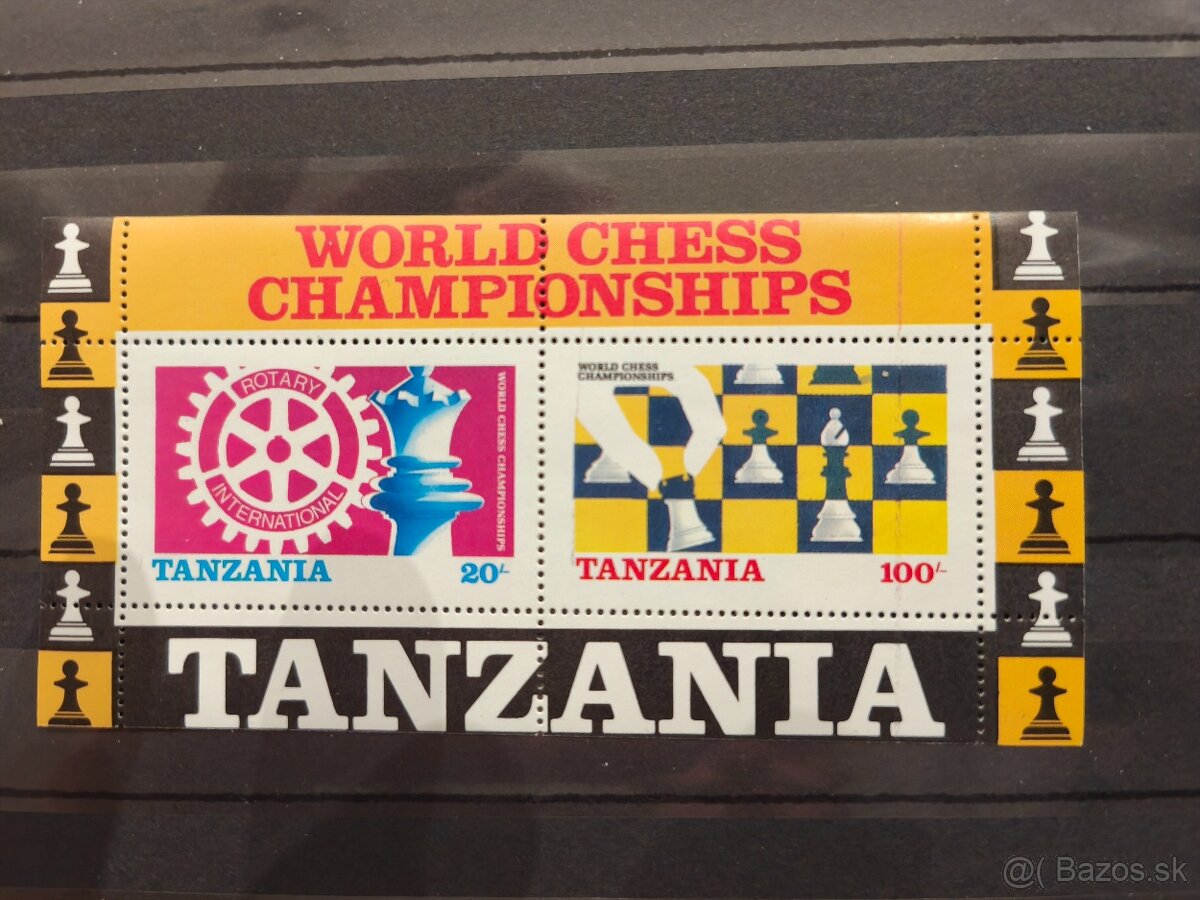 WORLD CHESS
CHAMPIONSHIPS
ROTARY
INTERNATIONAL
WORLD CHESS CHAMPIONSHIPS
TANZANIA 20/-
WORLD CHESS
CHAMPIONSHIPS
TANZANIA 100/-
TANZANIA
@( Bazos.sk